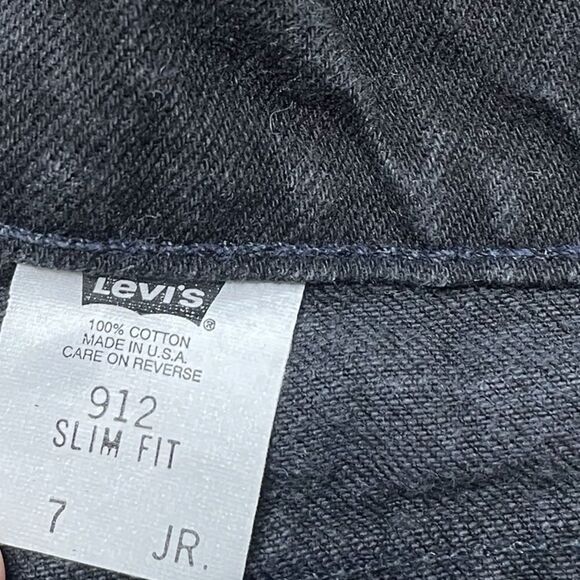 Levi's
®
100% COTTON
MADE IN U.S.A.
CARE ON REVERSE
912
SLIM FIT
7 JR.